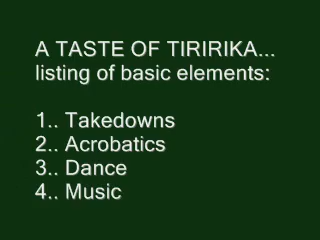 A TASTE OF TIRIRIKA...
listing of basic elements:
1.. Takedowns
2.. Acrobatics
3.. Dance
4.. Music